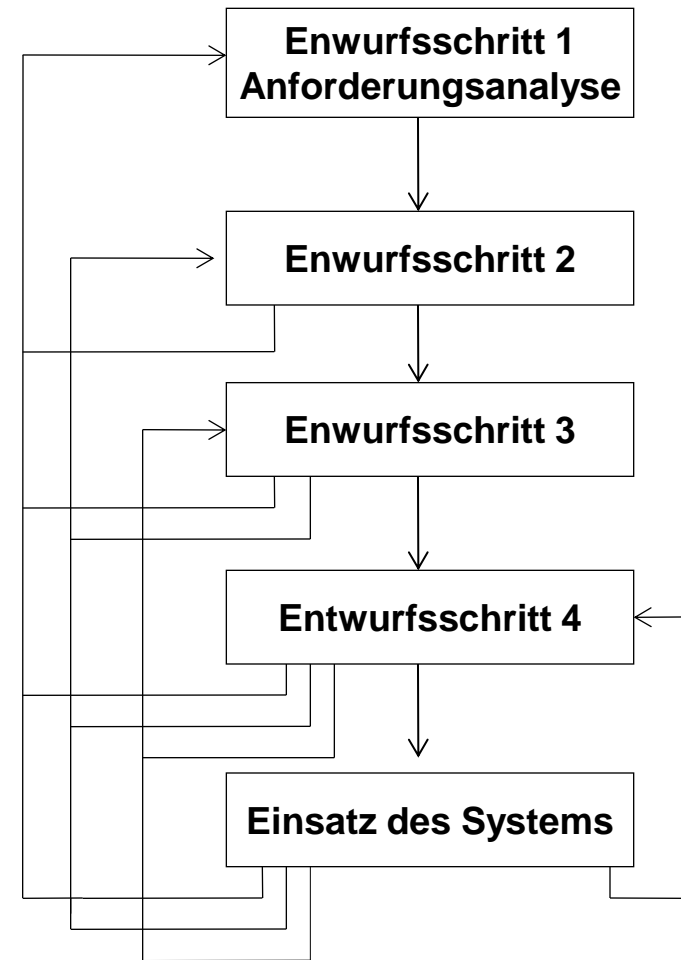 Enwurfsschritt 1
Anforderungsanalyse
Enwurfsschritt 2
Enwurfsschritt 3
Entwurfsschritt 4
Einsatz des Systems